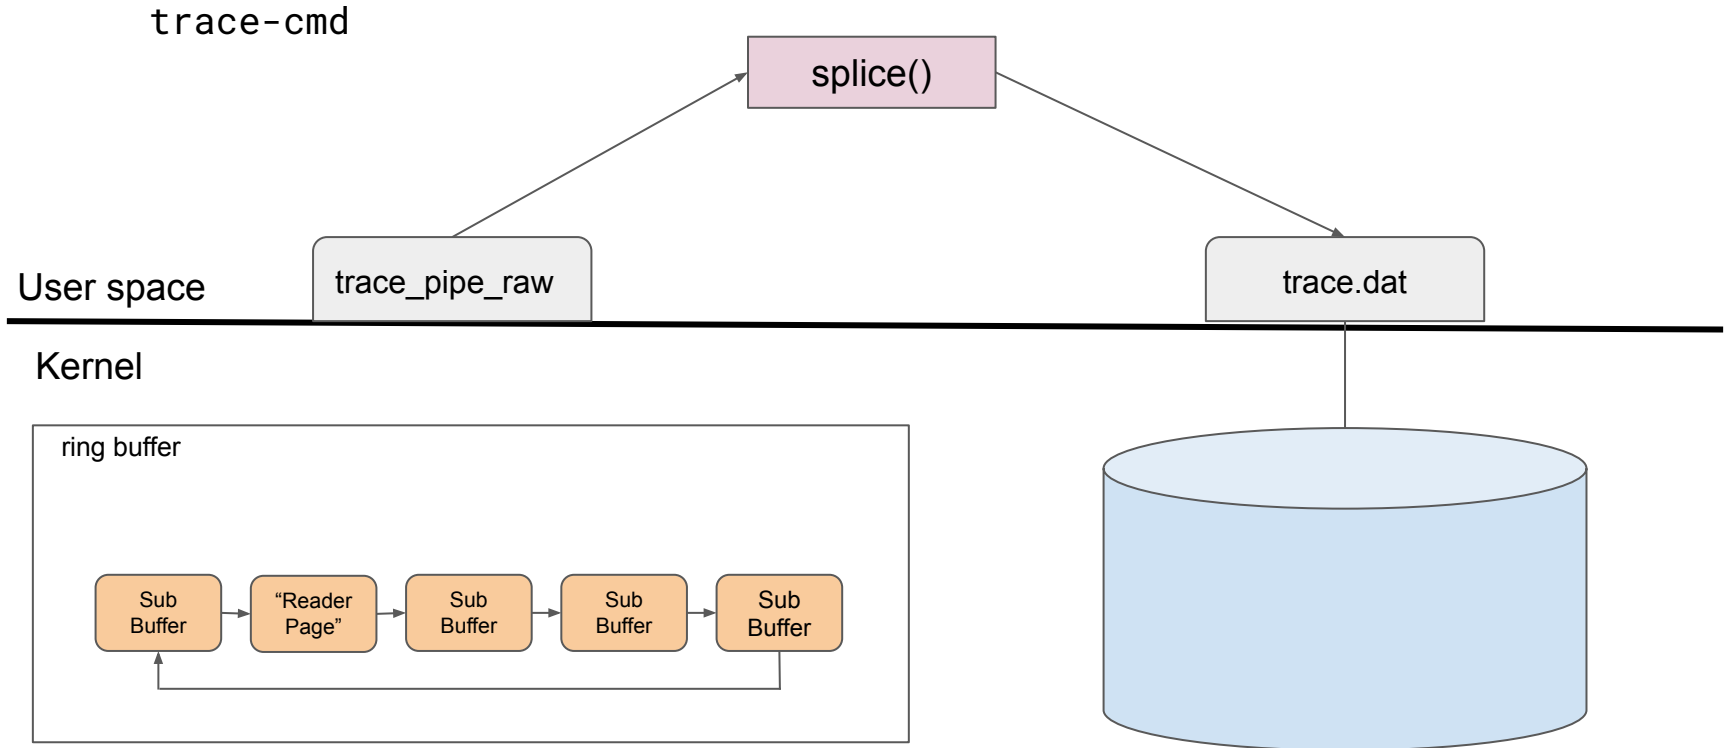 trace-cmd
splice()
trace_pipe_raw
trace.dat
User space
Kernel
ring buffer
Sub
Buffer
“Reader
Page”
Sub
Buffer
Sub
Buffer
Sub
Buffer